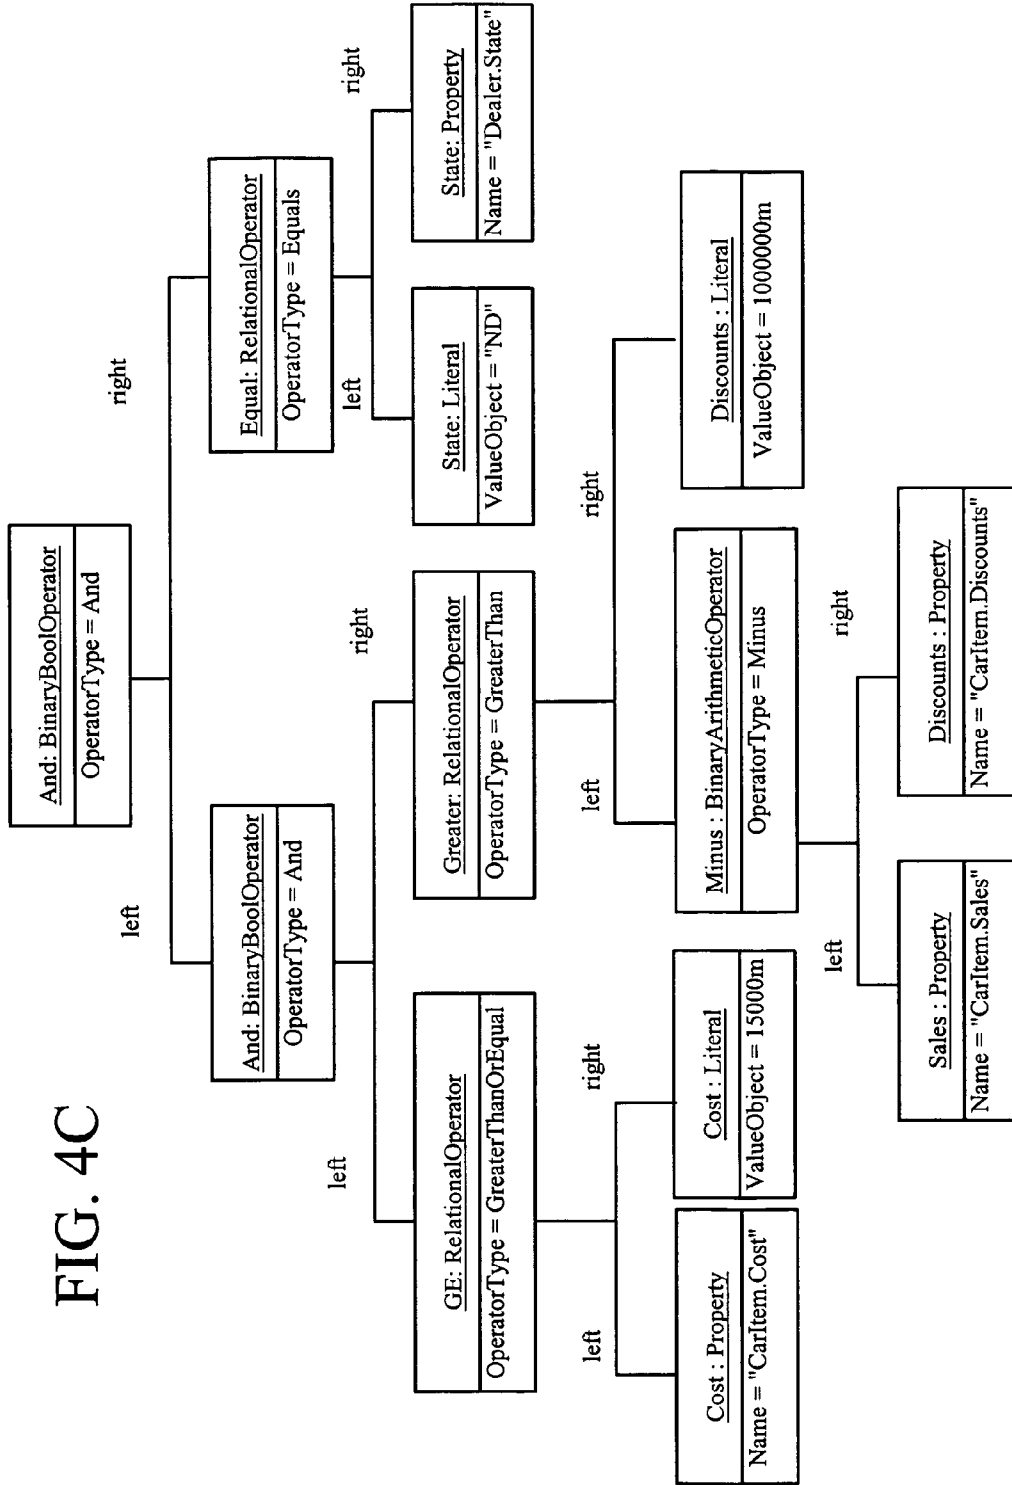 FIG. 4C
And: BinaryBoolOperator
OperatorType = And
left
right
And: BinaryBoolOperator
OperatorType = And
Equal: RelationalOperator
OperatorType = Equals
left
right
left
right
GE: RelationalOperator
OperatorType = GreaterThanOrEqual
Greater: RelationalOperator
OperatorType = GreaterThan
State: Literal
ValueObject = "ND"
State: Property
Name = "Dealer.State"
left
right
left
right
Cost : Property
Name = "CarItem.Cost"
Cost : Literal
ValueObject = 15000m
Minus : BinaryArithmeticOperator
OperatorType = Minus
Discounts : Literal
ValueObject = 1000000m
left
right
Sales : Property
Name = "CarItem.Sales"
Discounts : Property
Name = "CarItem.Discounts"